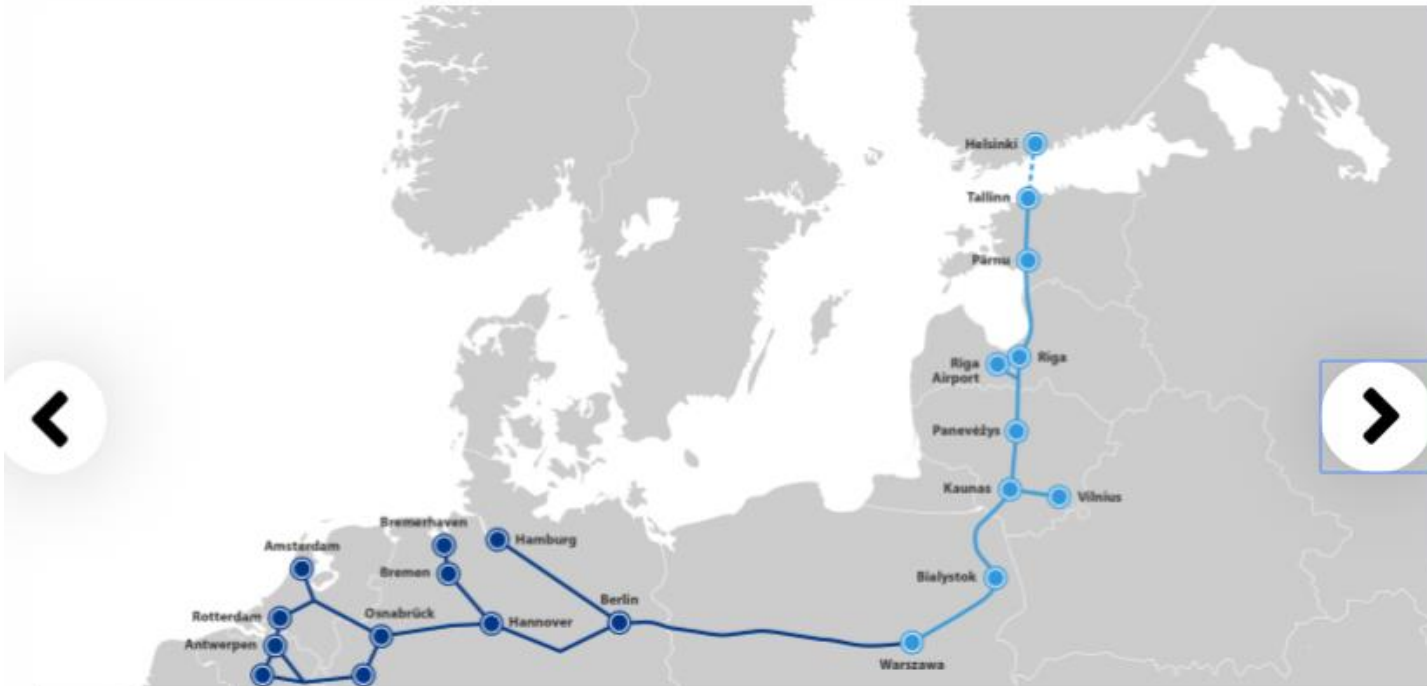 Helsinki
Tallinn
Pärnu
Riga
Riga
Airport
Panevėžys
Kaunas
Vilnius
Bremerhaven
Hamburg
Amsterdam
Bremen
Bialystok
Berlin
Rotterdam
Osnabrück
Hannover
Antwerpen
Warszawa